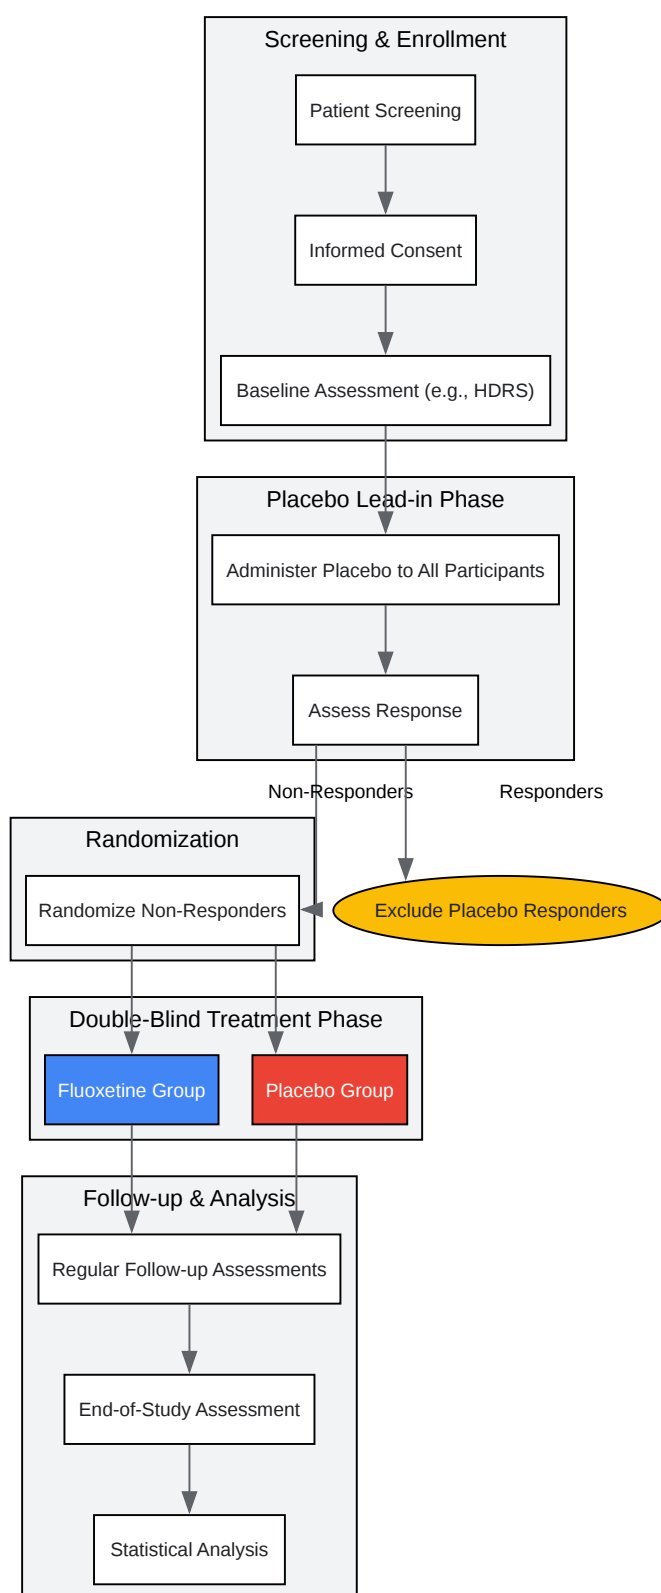 Screening & Enrollment
Patient Screening
Informed Consent
Baseline Assessment (e.g., HDRS)
Placebo Lead-in Phase
Administer Placebo to All Participants
Assess Response
Non-Responders
Responders
Randomization
Randomize Non-Responders
Exclude Placebo Responders
Double-Blind Treatment Phase
Fluoxetine Group
Placebo Group
Follow-up & Analysis
Regular Follow-up Assessments
End-of-Study Assessment
Statistical Analysis